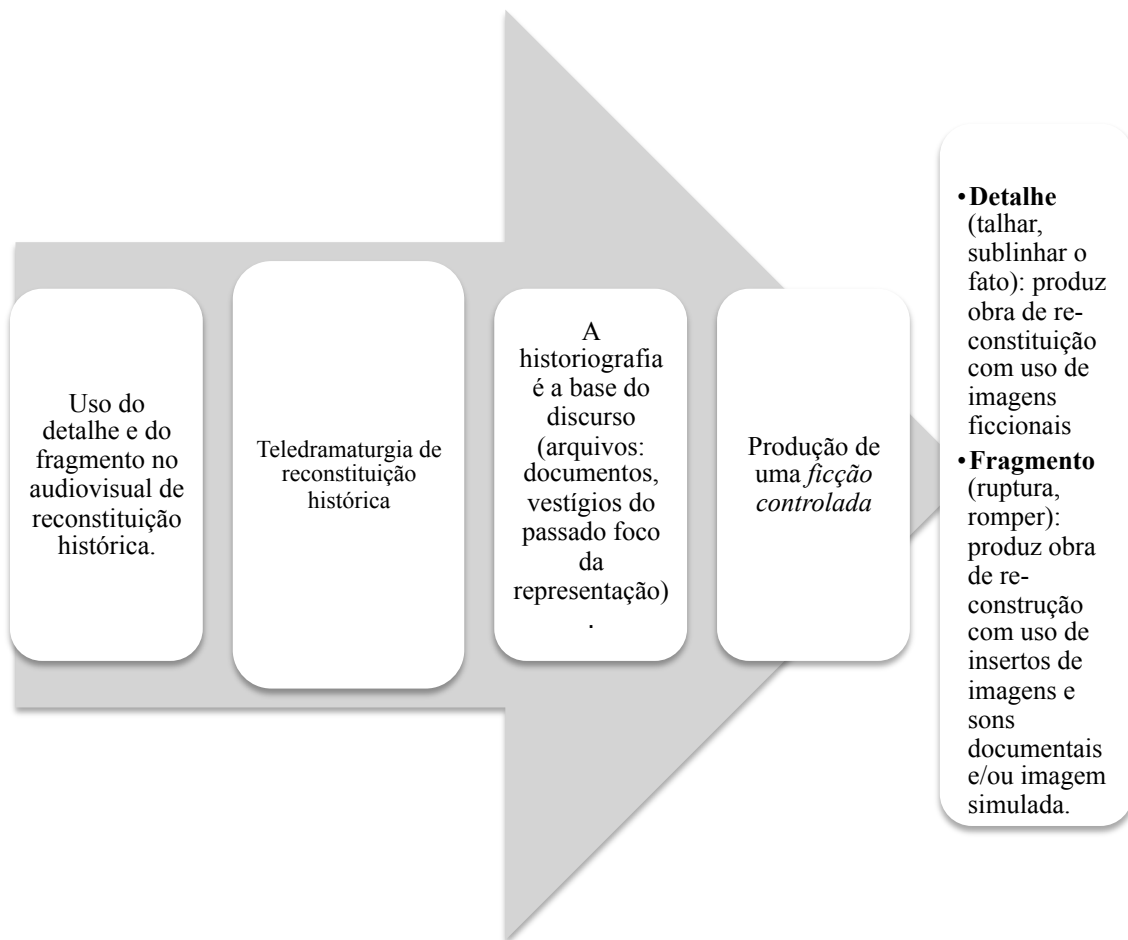 Uso do
detalhe e do
fragmento no
audiovisual de
reconstituição
histórica.
Teledramaturgia de
reconstituição
histórica
A
historiografia
é a base do
discurso
(arquivos:
documentos,
vestígios do
passado foco
da
representação)
.
Produção de
uma ficção
controlada
•Detalhe
(talhar,
sublinhar o
fato): produz
obra de re-
constituição
com uso de
imagens
ficcionais
•Fragmento
(ruptura,
romper):
produz obra
de re-
construção
com uso de
insertos de
imagens e
sons
documentais
e/ou imagem
simulada.